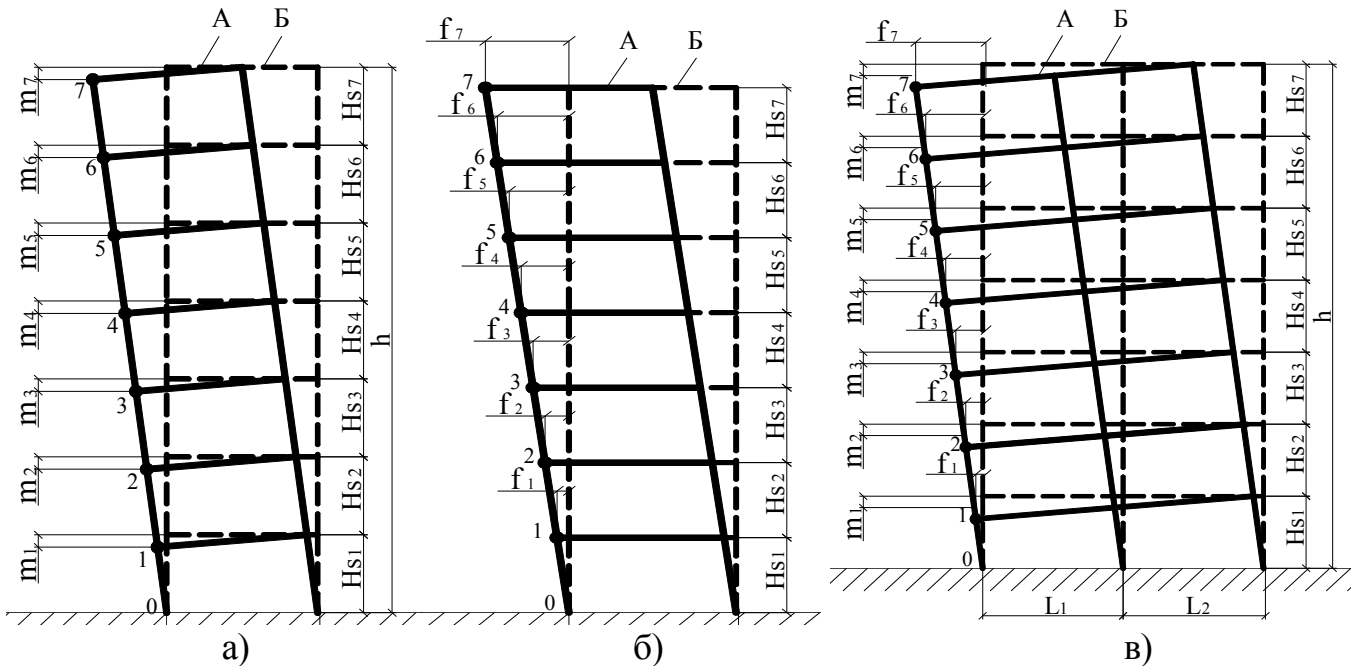 А Б
7 6 5 4 3 2 1 0
m7 m6 m5 m4 m3 m2 m1
Hs7 Hs6 Hs5 Hs4 Hs3 Hs2 Hs1
h
а)
А Б
f7 f6 f5 f4 f3 f2 f1
7 6 5 4 3 2 1 0
Hs7 Hs6 Hs5 Hs4 Hs3 Hs2 Hs1
б)
А Б
f7 f6 f5 f4 f3 f2 f1
7 6 5 4 3 2 1 0
m7 m6 m5 m4 m3 m2 m1
Hs7 Hs6 Hs5 Hs4 Hs3 Hs2 Hs1
h
L1 L2
в)